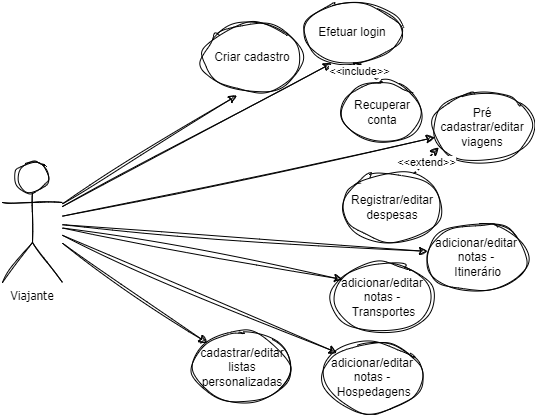 Efetuar login
Criar cadastro
<<include>>
Recuperar
conta
Pré
cadastrar/editar
viagens
<<extend>>
Registrar/editar
despesas
adicionar/editar
notas -
Itinerário
adicionar/editar
notas -
Transportes
Viajante
cadastrar/editar
listas
personalizadas
adicionar/editar
notas -
Hospedagens